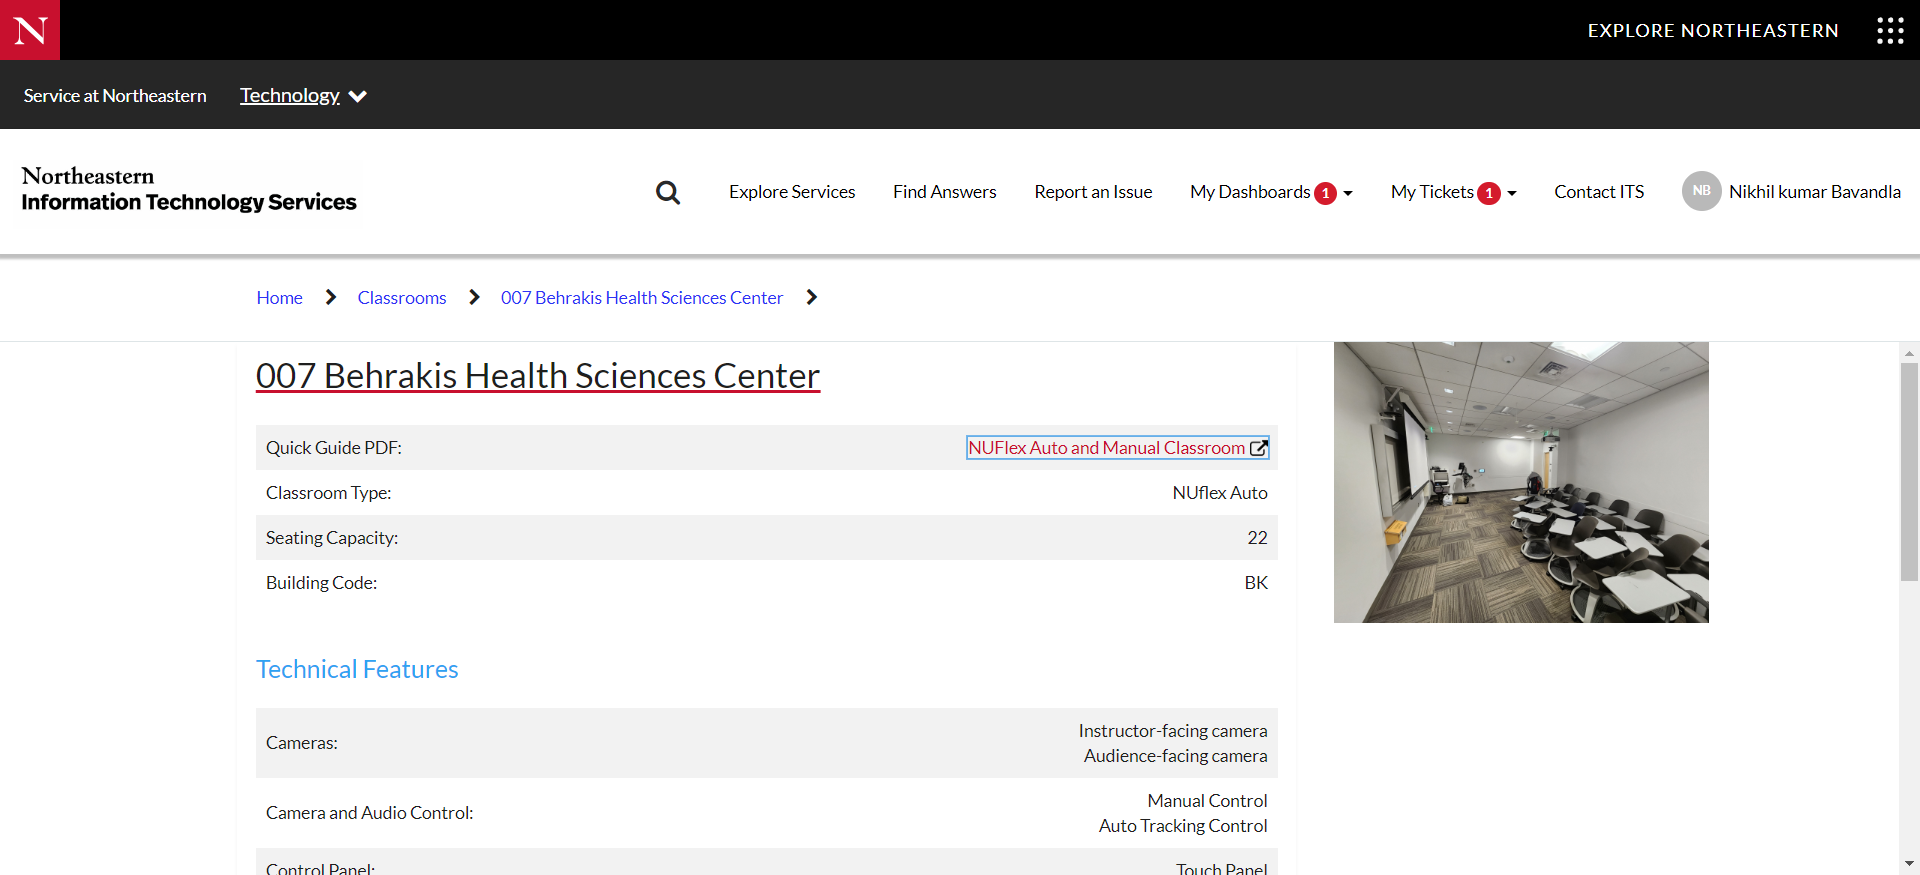 N
EXPLORE NORTHEASTERN
Service at Northeastern Technology
Northeastern
Information Technology Services
Explore Services Find Answers Report an Issue My Dashboards 1 My Tickets 1 Contact ITS NB Nikhil kumar Bavandla
Home Classrooms 007 Behrakis Health Sciences Center
007 Behrakis Health Sciences Center
Quick Guide PDF: NUFlex Auto and Manual Classroom
Classroom Type: NUflex Auto
Seating Capacity: 22
Building Code: BK
Technical Features
Cameras: Instructor-facing camera
Audience-facing camera
Camera and Audio Control: Manual Control
Auto Tracking Control
Control Panel: Touch Panel